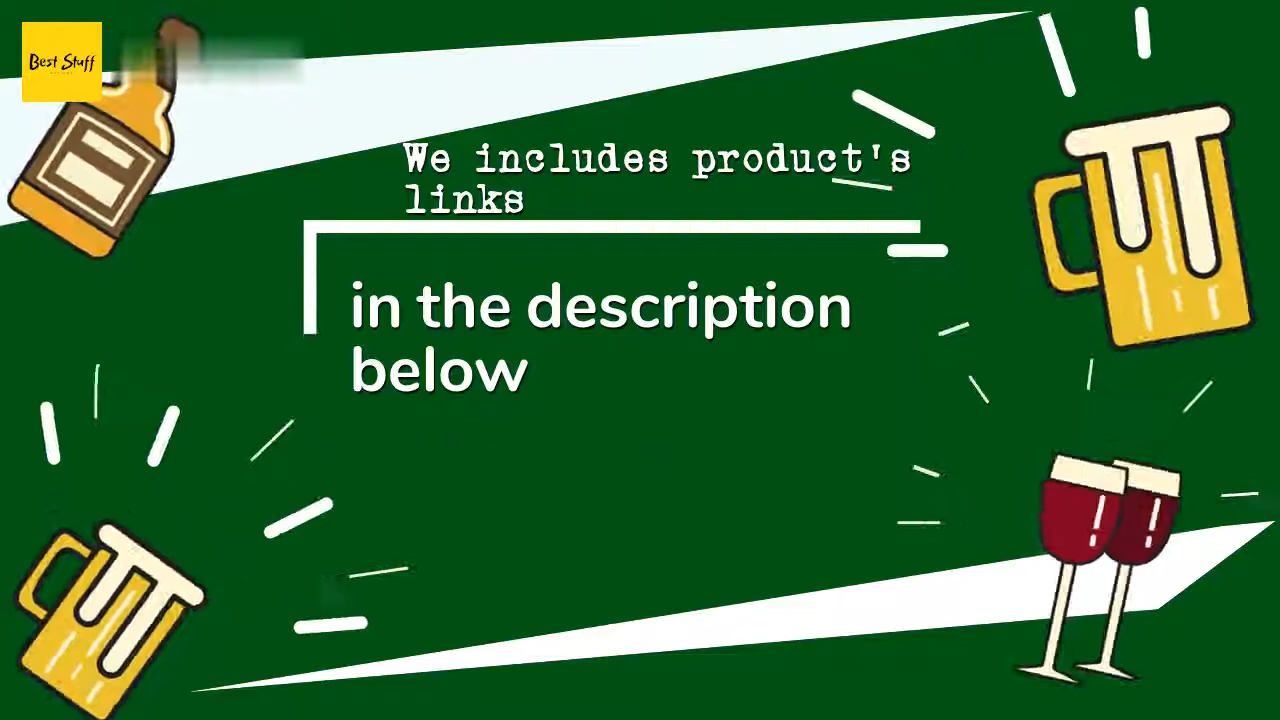 Best Stuff
We includes product's
links
in the description
below